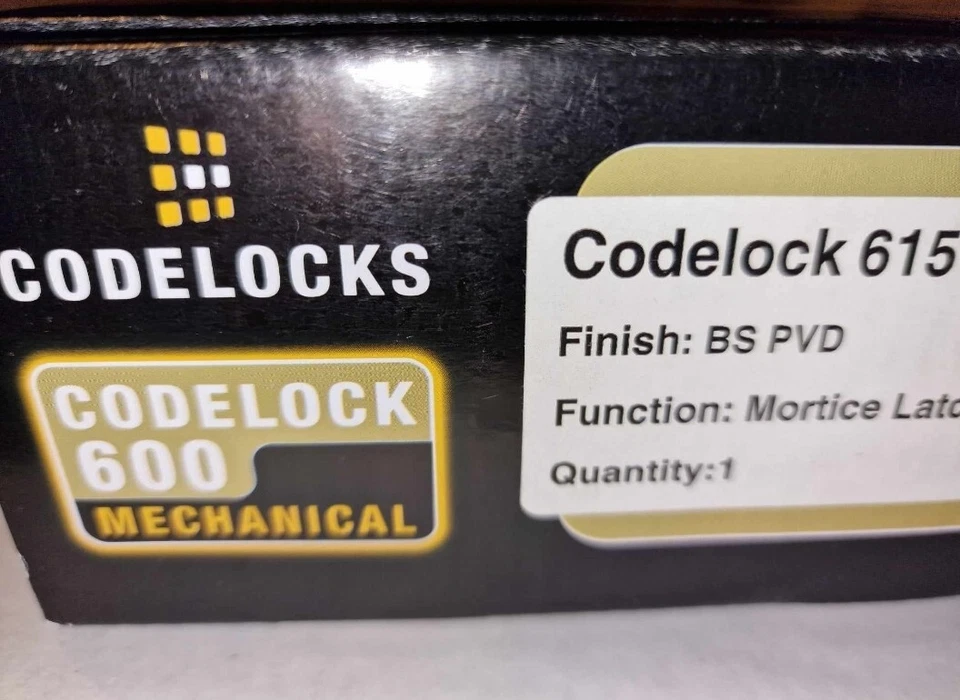 CODELOCKS
CODELOCK
600
MECHANICAL
Codelock 615
Finish: BS PVD
Function: Mortice Latc
Quantity:1